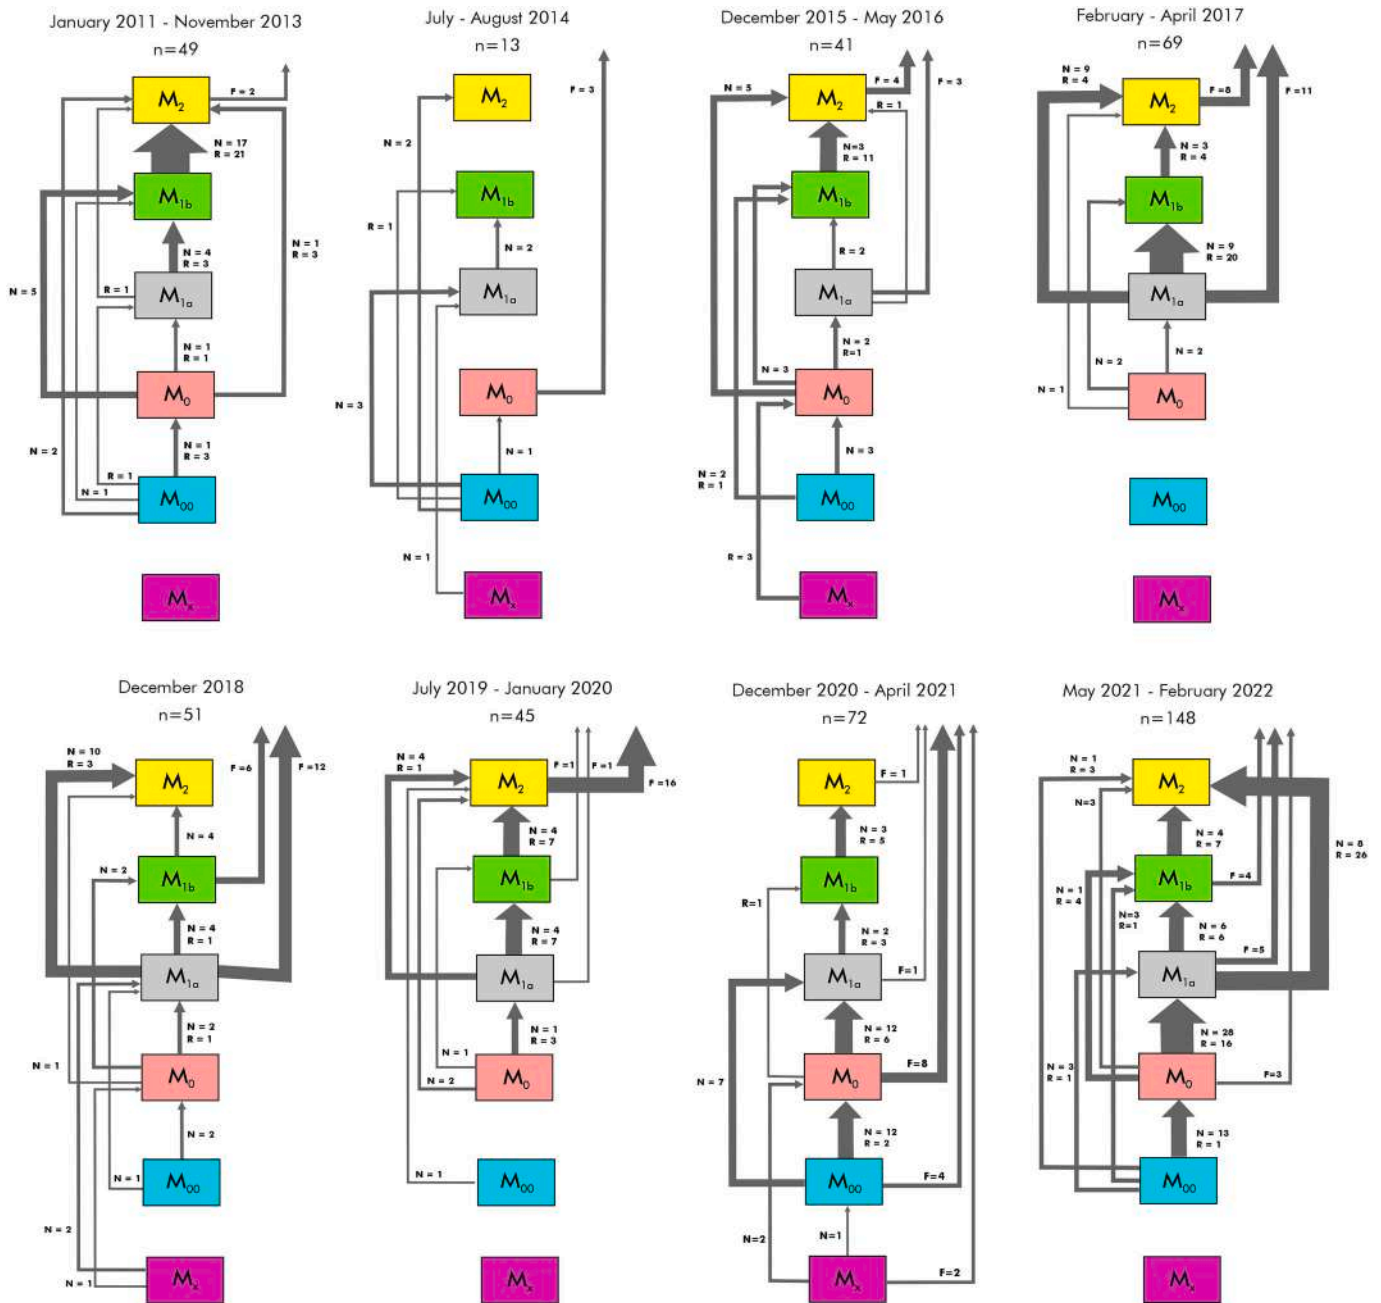 January 2011 - November 2013
n=49
M2
F = 2
N = 17
R = 21
M1b
N = 4
R = 3
N = 1
R = 3
N = 5
R = 1
M1a
N = 1
R = 1
M0
N = 2
N = 1
R = 3
R = 1
N = 1
M00
Mx
July - August 2014
n=13
M2
F = 3
N = 2
M1b
R = 1
N = 2
M1a
M0
N = 3
N = 1
M00
N = 1
Mx
December 2015 - May 2016
n=41
N = 5
M2
F = 4
F = 3
R = 1
N=3
R = 11
M1b
R = 2
M1a
N = 2
R=1
N = 3
M0
N = 3
N = 2
R = 1
M00
R = 3
Mx
February - April 2017
n=69
N = 9
R = 4
M2
F=8
F=11
N = 3
R = 4
M1b
N = 9
R = 20
M1a
N = 2
N = 2
N = 1
M0
M00
Mx
December 2018
n=51
N = 10
R = 3
M2
F=6
F=12
N = 4
N = 2
M1b
N = 4
R = 1
M1a
N = 2
R = 1
N = 1
M0
N = 2
N = 1
M00
N = 2
N = 1
Mx
July 2019 - January 2020
n=45
N = 4
R = 1
M2
F=1
F=1
F=16
N = 4
R = 7
M1b
N = 4
R = 7
M1a
N = 1
R = 3
N = 1
N = 2
M0
N = 1
M00
Mx
December 2020 - April 2021
n=72
M2
F = 1
N = 3
R = 5
M1b
R=1
N = 2
R = 3
M1a
F=1
N = 12
R = 6
F=8
N = 7
M0
N = 12
R = 2
M00
F=4
N=2
N=1
Mx
F=2
May 2021 - February 2022
n=148
N = 1
R = 3
M2
N=3
N = 4
R = 7
N = 8
R = 26
M1b
F=4
N = 1
R = 4
N=3
R=1
N = 6
R = 6
F=5
M1a
N = 28
R = 16
N = 3
R = 1
M0
F=3
N = 13
R = 1
M00
Mx